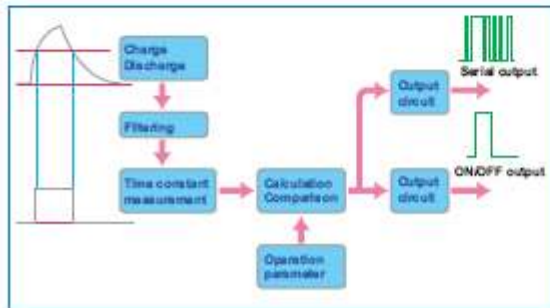 Charge
Discharge
Filtering
Time constant
measurement
Calculation
Comparison
Operation
parameter
Output
circuit
Serial output
Output
circuit
ON/OFF output